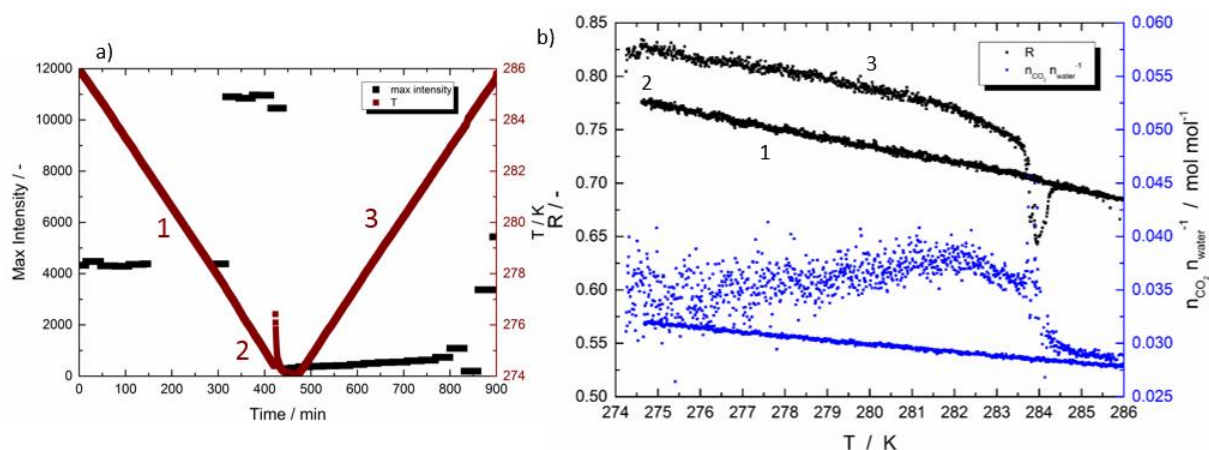 a)
12000
10000
8000
6000
4000
2000
0
Max Intensity / -
0 100 200 300 400 500 600 700 800 900
Time / min
286
284
282
280
278
276
274
T / K
max intensity
T
1
2
3
b)
0.85
0.80
0.75
0.70
0.65
0.60
0.55
0.50
R / -
274 275 276 277 278 279 280 281 282 283 284 285 286
T / K
0.060
0.055
0.050
0.045
0.040
0.035
0.030
0.025
n_CO₂ n_water⁻¹ / mol mol⁻¹
R
n_CO₂ n_water⁻¹
3
2
1